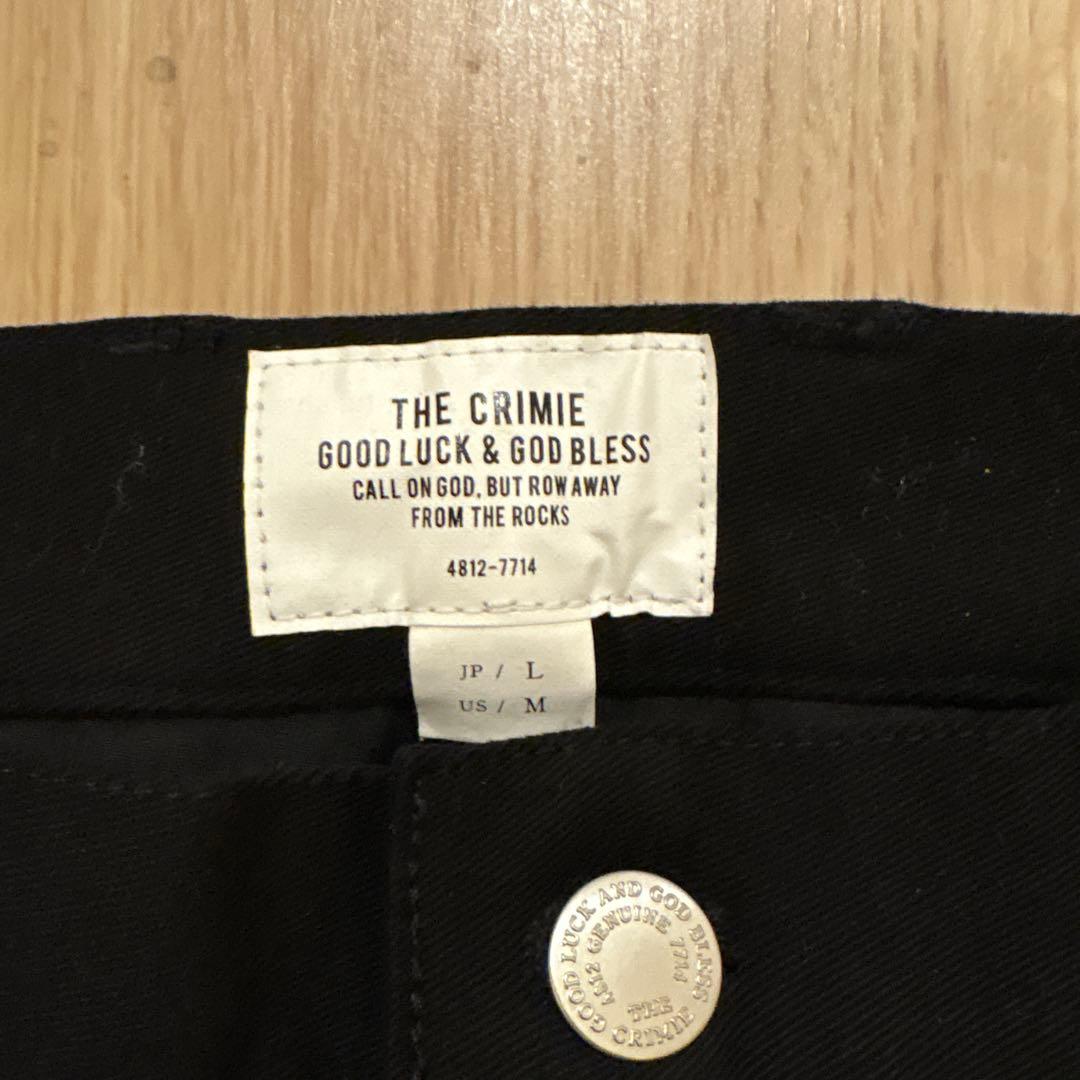 THE CRIMIE
GOOD LUCK & GOD BLESS
CALL ON GOD, BUT ROW AWAY
FROM THE ROCKS
4812-7714
JP / L
US / M
GOOD LUCK AND GOD BLESS
4812 GENUINE 7714
THE
CRIMIE